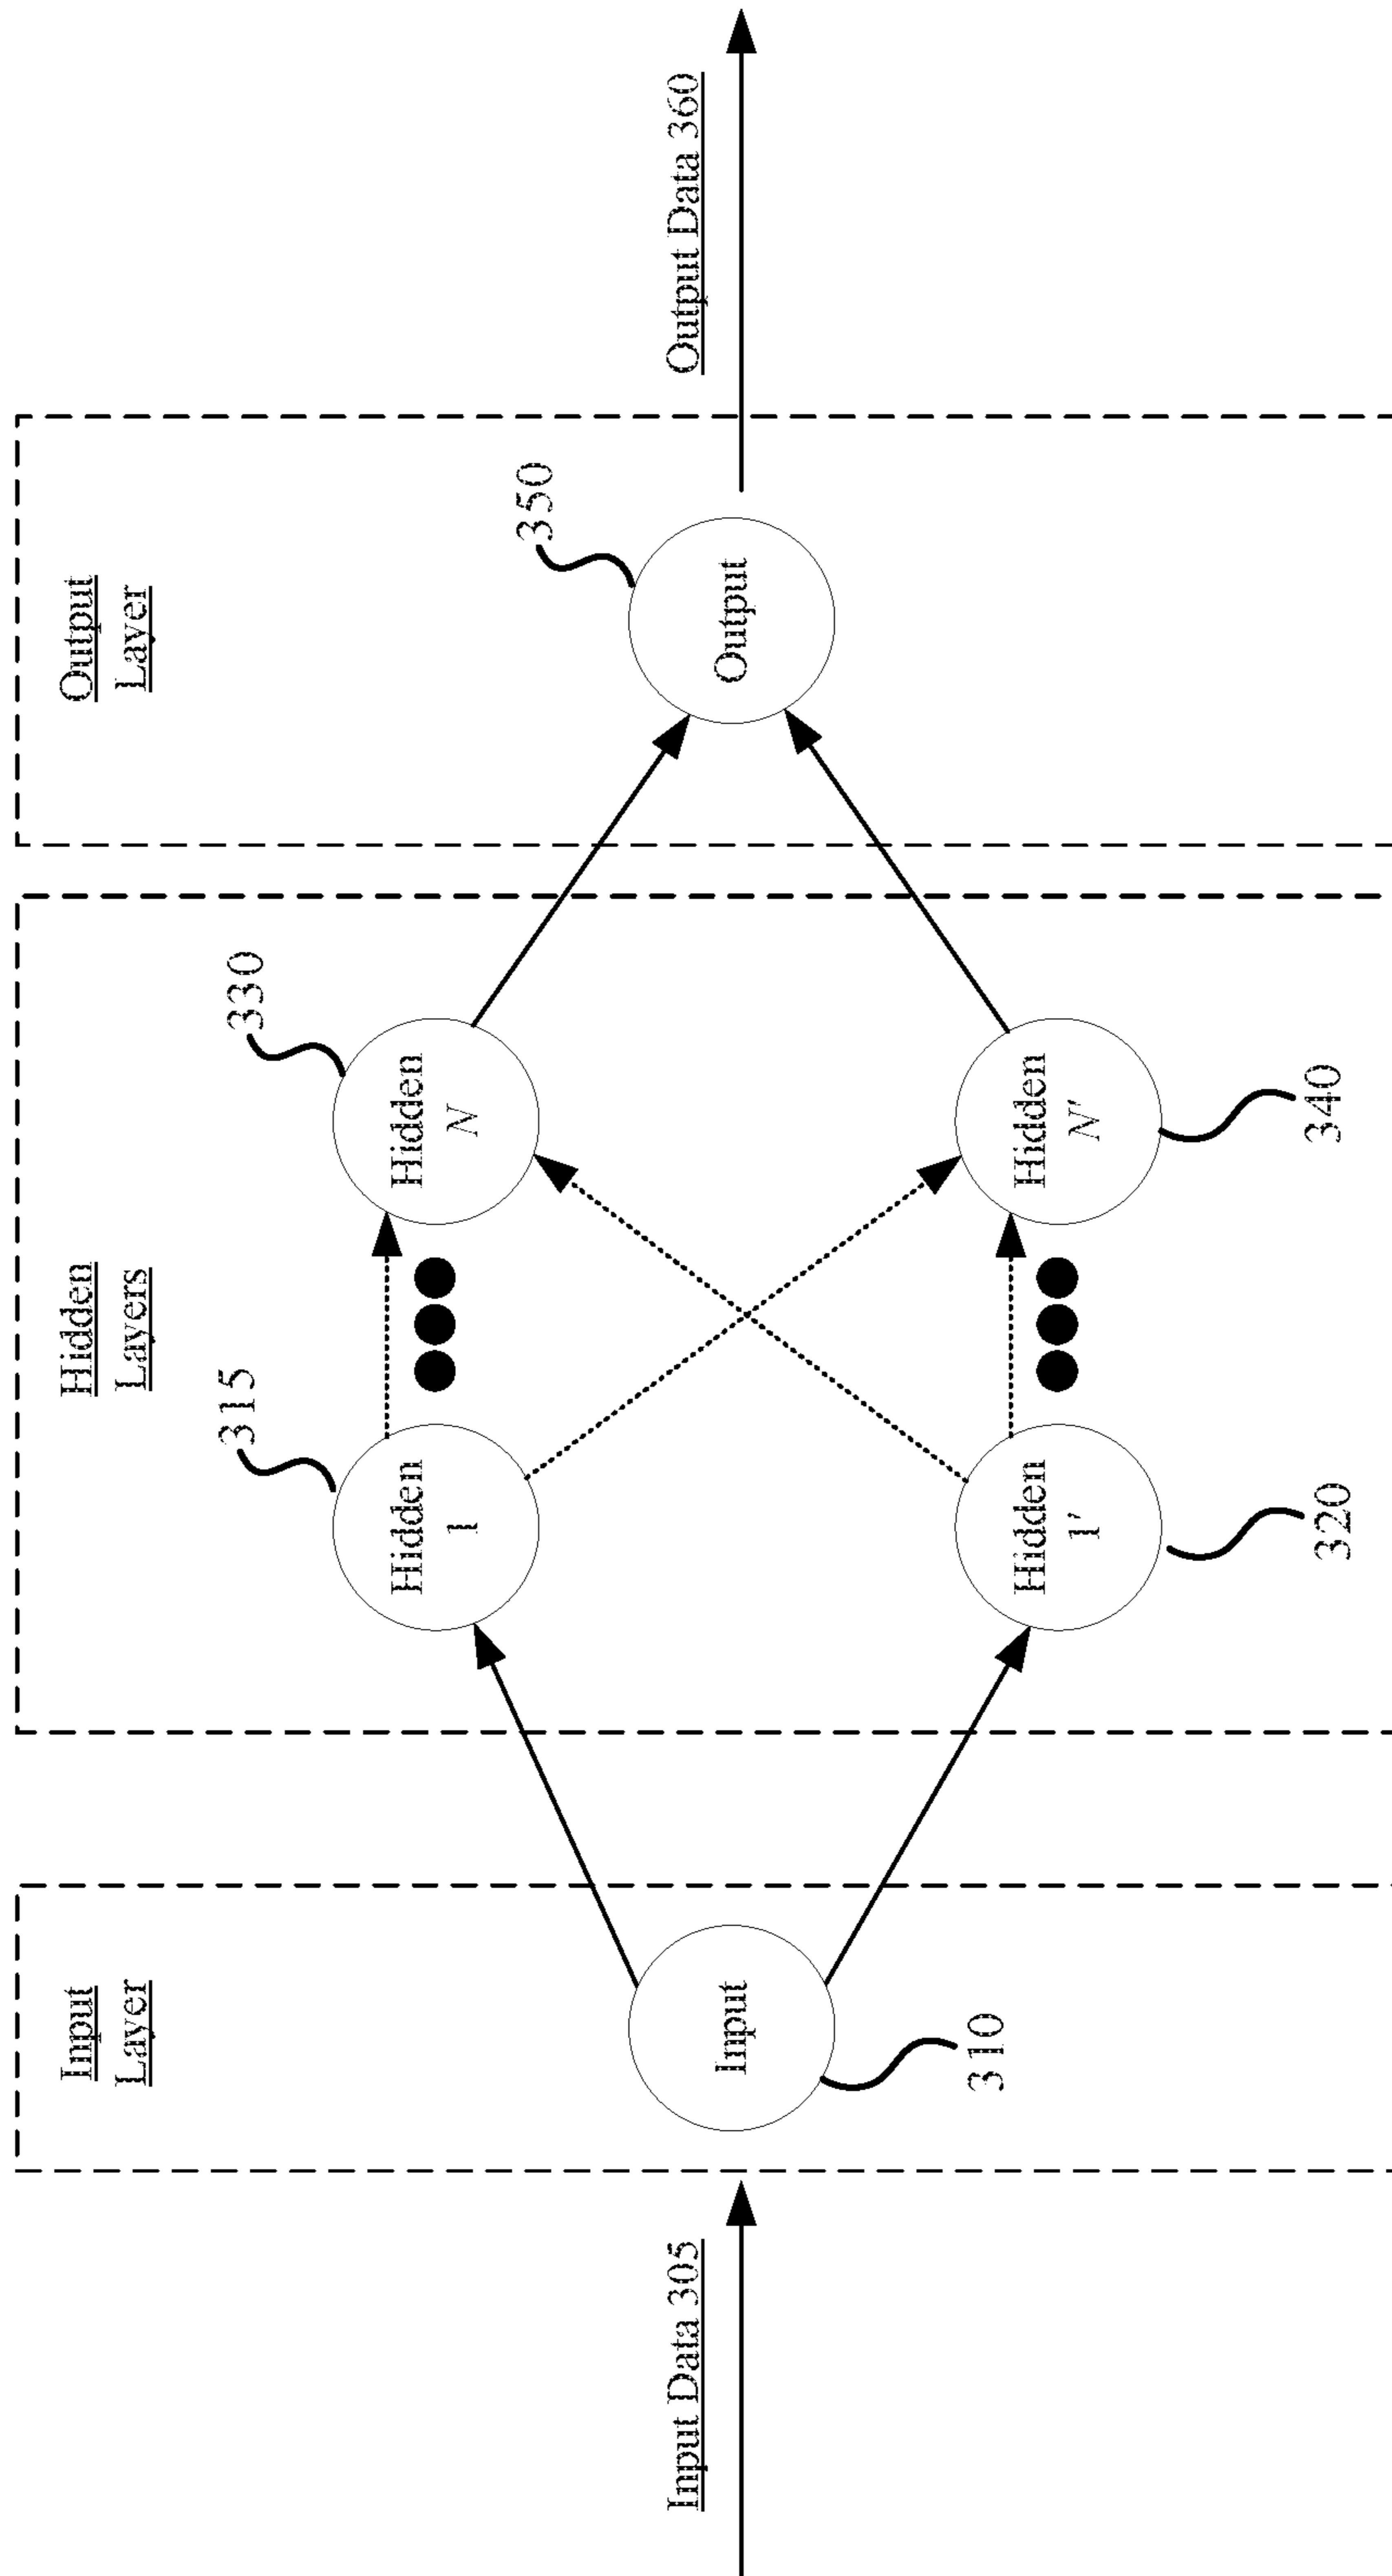 Input
Layer
Hidden
Layers
Output
Layer
Input Data 305
Input
310
Hidden
1
315
Hidden
1'
320
Hidden
N
330
Hidden
N'
340
Output
350
Output Data 360